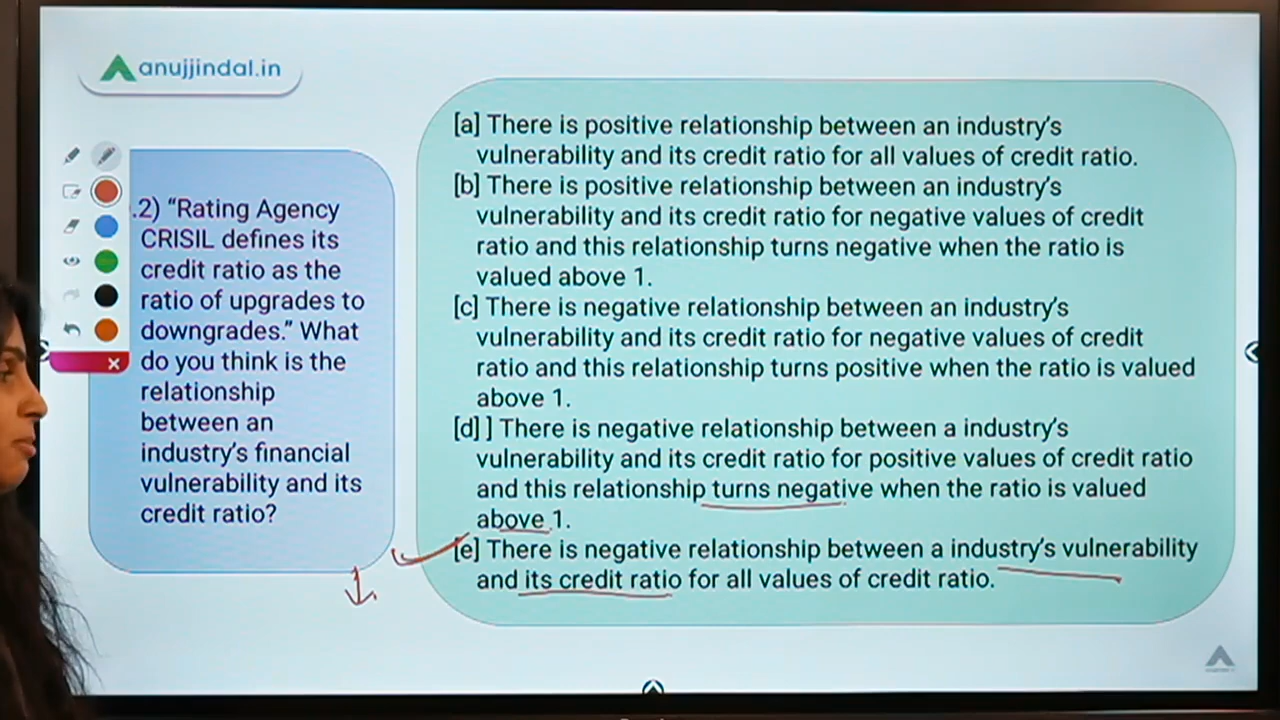 anujjindal.in
.2) “Rating Agency
CRISIL defines its
credit ratio as the
ratio of upgrades to
downgrades.” What
do you think is the
relationship
between an
industry’s financial
vulnerability and its
credit ratio?
[a] There is positive relationship between an industry’s
vulnerability and its credit ratio for all values of credit ratio.
[b] There is positive relationship between an industry’s
vulnerability and its credit ratio for negative values of credit
ratio and this relationship turns negative when the ratio is
valued above 1.
[c] There is negative relationship between an industry’s
vulnerability and its credit ratio for negative values of credit
ratio and this relationship turns positive when the ratio is valued
above 1.
[d] ] There is negative relationship between a industry’s
vulnerability and its credit ratio for positive values of credit ratio
and this relationship turns negative when the ratio is valued
above 1.
[e] There is negative relationship between a industry’s vulnerability
and its credit ratio for all values of credit ratio.